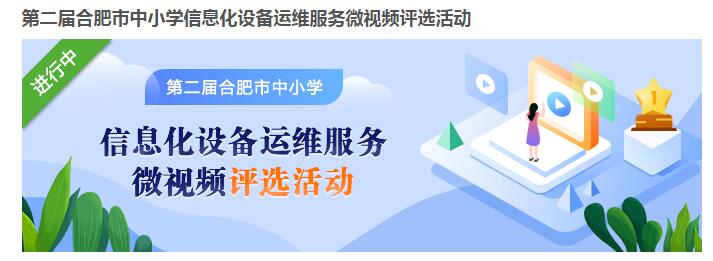 第二届合肥市中小学信息化设备运维服务微视频评选活动
进行中
第二届合肥市中小学
信息化设备运维服务
微视频评选活动
1